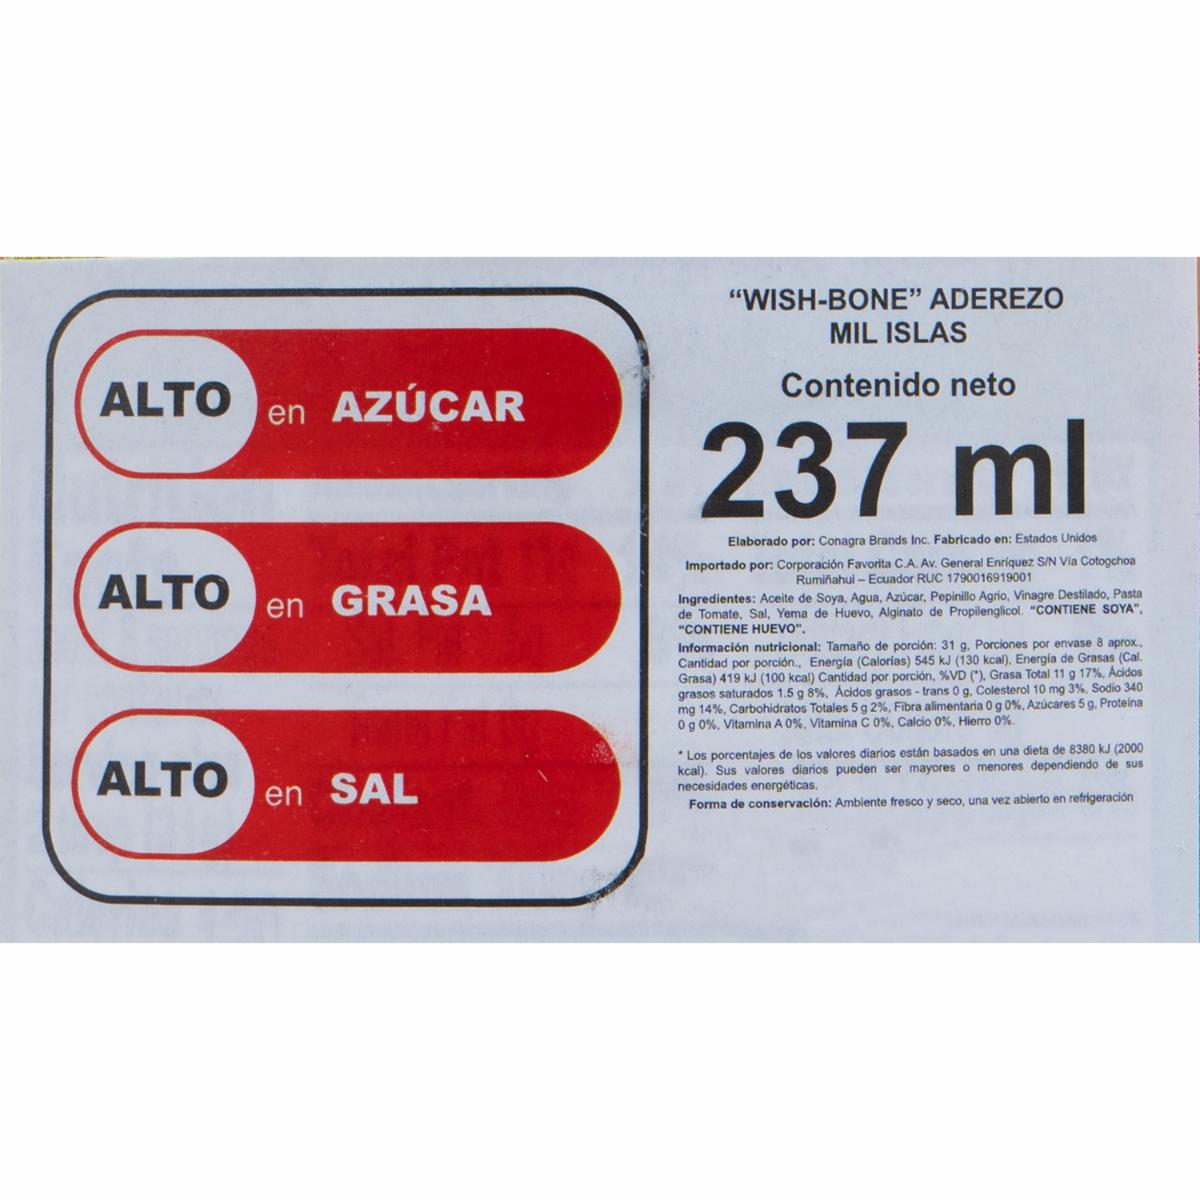 ALTO en AZÚCAR
ALTO en GRASA
ALTO en SAL
“WISH-BONE” ADEREZO
MIL ISLAS
Contenido neto
237 ml
Elaborado por: Conagra Brands Inc. Fabricado en: Estados Unidos
Importado por: Corporación Favorita C.A. Av. General Enríquez S/N Vía Cotogchoa
Rumiñahui – Ecuador RUC 1790016919001
Ingredientes: Aceite de Soya, Agua, Azúcar, Pepinillo Agrio, Vinagre Destilado, Pasta
de Tomate, Sal, Yema de Huevo, Alginato de Propilenglicol. “CONTIENE SOYA”,
“CONTIENE HUEVO”.
Información nutricional: Tamaño de porción: 31 g, Porciones por envase 8 aprox.,
Cantidad por porción., Energía (Calorías) 545 kJ (130 kcal), Energía de Grasas (Cal.
Grasa) 419 kJ (100 kcal) Cantidad por porción, %VD (*), Grasa Total 11 g 17%, Ácidos
grasos saturados 1.5 g 8%, Ácidos grasos - trans 0 g, Colesterol 10 mg 3%, Sodio 340
mg 14%, Carbohidratos Totales 5 g 2%, Fibra alimentaria 0 g 0%, Azúcares 5 g, Proteína
0 g 0%, Vitamina A 0%, Vitamina C 0%, Calcio 0%, Hierro 0%.
* Los porcentajes de los valores diarios están basados en una dieta de 8380 kJ (2000
kcal). Sus valores diarios pueden ser mayores o menores dependiendo de sus
necesidades energéticas.
Forma de conservación: Ambiente fresco y seco, una vez abierto en refrigeración